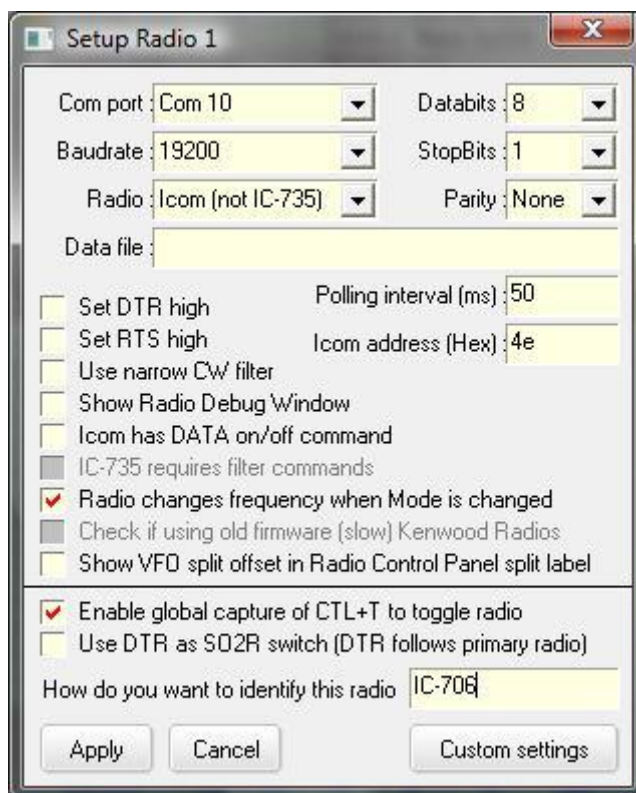 Setup Radio 1
Com port : Com 10 Databits : 8
Baudrate : 19200 StopBits : 1
Radio : Icom (not IC-735) Parity : None
Data file :
Set DTR high Polling interval (ms) : 50
Set RTS high Icom address (Hex) : 4e
Use narrow CW filter
Show Radio Debug Window
Icom has DATA on/off command
IC-735 requires filter commands
Radio changes frequency when Mode is changed
Check if using old firmware (slow) Kenwood Radios
Show VFO split offset in Radio Control Panel split label
Enable global capture of CTL+T to toggle radio
Use DTR as SO2R switch (DTR follows primary radio)
How do you want to identify this radio IC-706
Apply Cancel Custom settings